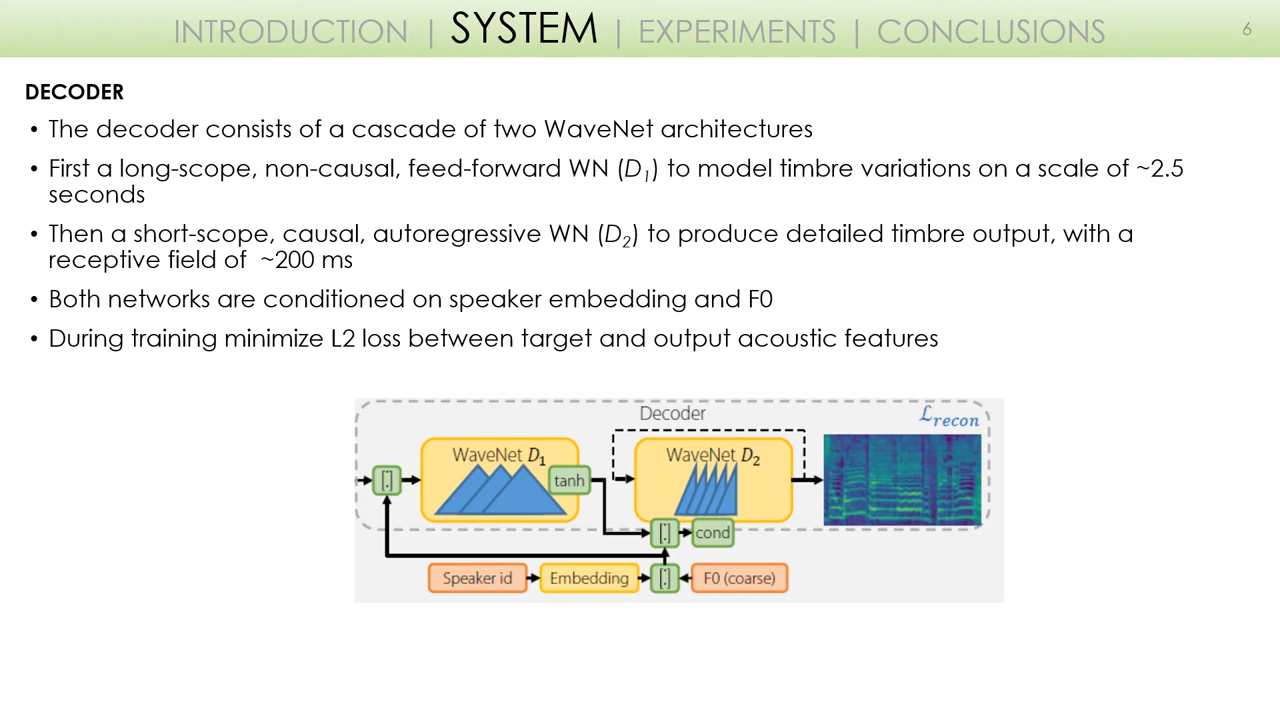 INTRODUCTION | SYSTEM | EXPERIMENTS | CONCLUSIONS 6
DECODER
• The decoder consists of a cascade of two WaveNet architectures
• First a long-scope, non-causal, feed-forward WN (D1) to model timbre variations on a scale of ~2.5
seconds
• Then a short-scope, causal, autoregressive WN (D2) to produce detailed timbre output, with a
receptive field of ~200 ms
• Both networks are conditioned on speaker embedding and F0
• During training minimize L2 loss between target and output acoustic features
Decoder
ℒrecon
WaveNet D1
WaveNet D2
[:]
tanh
[:]
cond
Speaker id
Embedding
[:]
F0 (coarse)